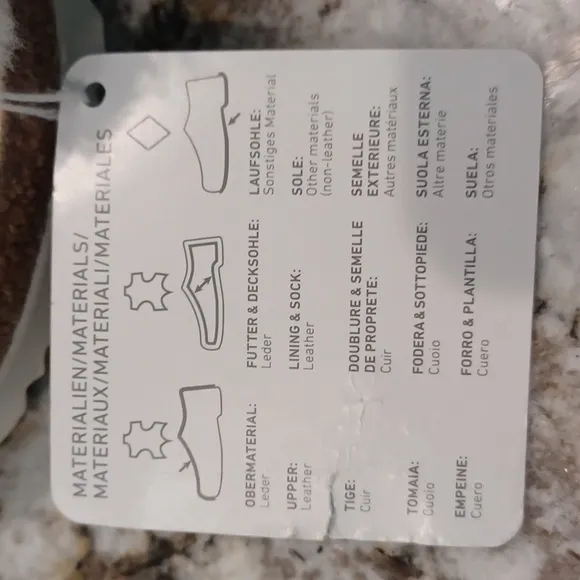 MATERIALIEN/MATERIALS/
MATERIAUX/MATERIALI/MATERIALES
OBERMATERIAL:
Leder
UPPER:
Leather
TIGE:
Cuir
TOMAIA:
Cuoio
EMPEINE:
Cuero
FUTTER & DECKSOHLE:
Leder
LINING & SOCK:
Leather
DOUBLURE & SEMELLE
DE PROPRETE:
Cuir
FODERA & SOTTOPIEDE:
Cuoio
FORRO & PLANTILLA:
Cuero
LAUFSOHLE:
Sonstiges Material
SOLE:
Other materials
(non-leather)
SEMELLE
EXTERIEURE:
Autres matériaux
SUOLA ESTERNA:
Altre materie
SUELA:
Otros materiales